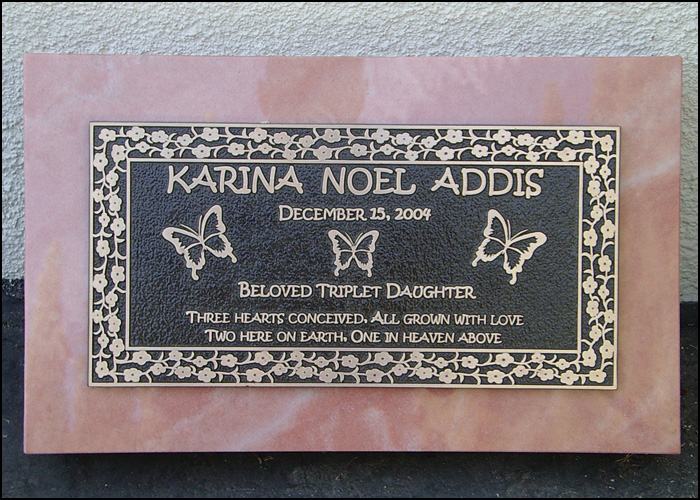 KARINA NOEL ADDIS
DECEMBER 15, 2004
BELOVED TRIPLET DAUGHTER
THREE HEARTS CONCEIVED, ALL GROWN WITH LOVE
TWO HERE ON EARTH, ONE IN HEAVEN ABOVE